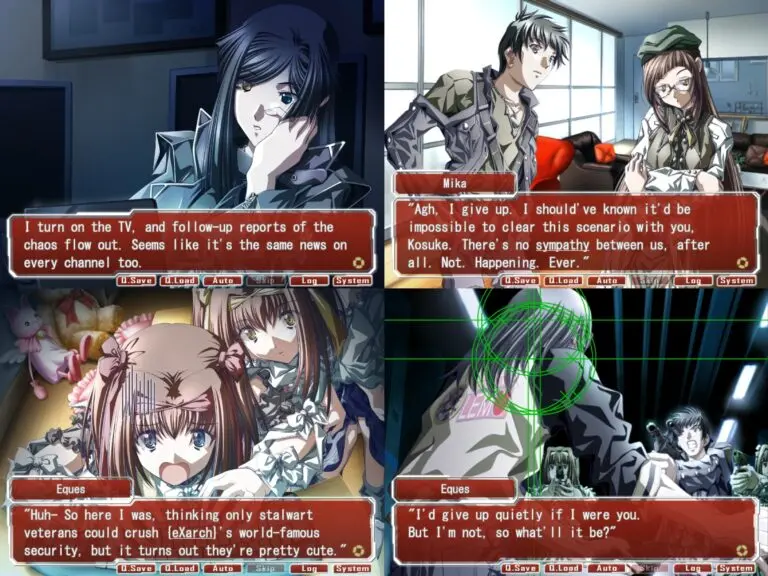 I turn on the TV, and follow-up reports of the
chaos flow out. Seems like it's the same news on
every channel too.
Q.Save Q.Load Auto Skip Log System
Mika
"Agh, I give up. I should've known it'd be
impossible to clear this scenario with you,
Kosuke. There's no sympathy between us, after
all. Not. Happening. Ever."
Q.Save Q.Load Auto Skip Log System
Eques
"Huh- So here I was, thinking only stalwart
veterans could crush {eXarch}'s world-famous
security, but it turns out they're pretty cute."
Q.Save Q.Load Auto Skip Log System
LEMO
Eques
"I'd give up quietly if I were you.
But I'm not, so what'll it be?"
Q.Save Q.Load Auto Skip Log System